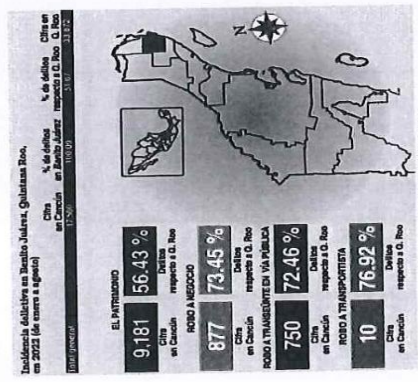 Incidencia delictiva en Benito Juárez, Quintana Roo,
en 2022 (de enero a agosto)
Cifra en Cancún
% de delitos en Benito Juárez
% de delitos respecto a Q. Roo
Cifra en Q. Roo
Total general
EL PATRIMONIO
9,181 56.43 %
Cifra en Cancún Delitos respecto a Q. Roo
ROBO A NEGOCIO
877 73.45 %
Cifra en Cancún Delitos respecto a Q. Roo
ROBO A TRANSEÚNTE EN VÍA PÚBLICA
750 72.46 %
Cifra en Cancún Delitos respecto a Q. Roo
ROBO A TRANSPORTISTA
10 76.92 %
Cifra en Cancún Delitos respecto a Q. Roo
N